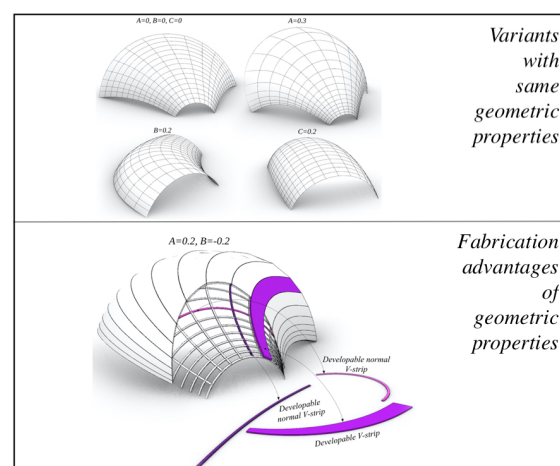 A=0, B=0, C=0
A=0.3
B=0.2
C=0.2
Variants
with
same
geometric
properties
A=0.2, B=-0.2
Developable normal
V-strip
Developable
normal V-strip
Developable V-strip
Fabrication
advantages
of
geometric
properties